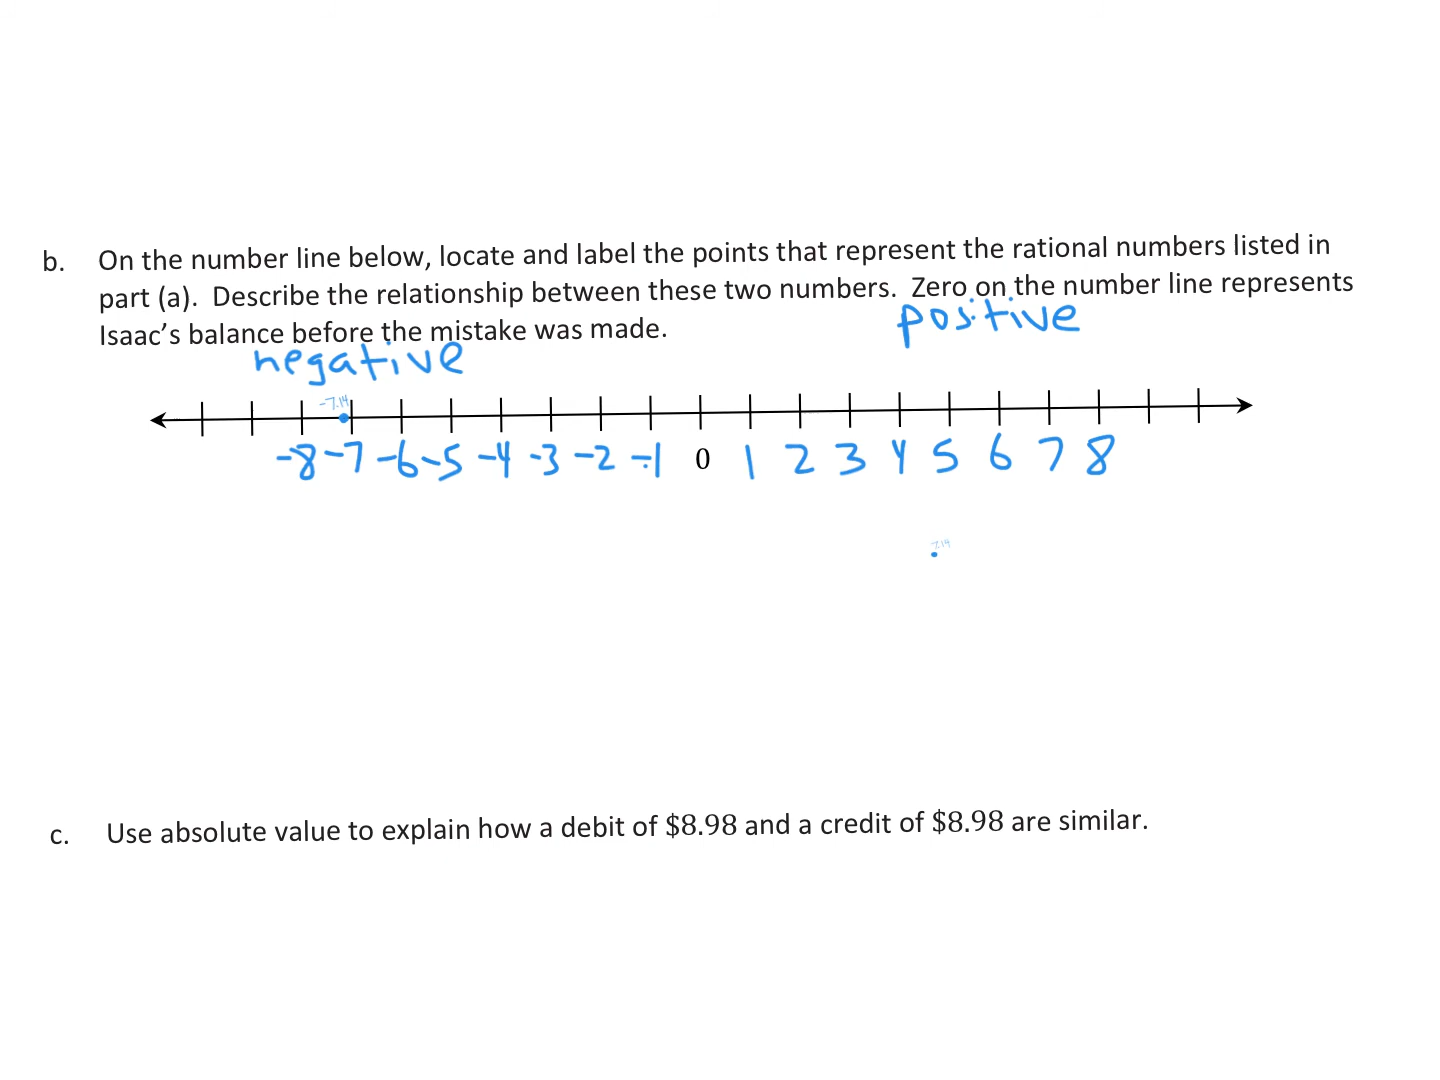 b. On the number line below, locate and label the points that represent the rational numbers listed in
part (a). Describe the relationship between these two numbers. Zero on the number line represents
Isaac's balance before the mistake was made.
positive
negative
-7.14
-8 -7 -6 -5 -4 -3 -2 -1 0 1 2 3 4 5 6 7 8
7.14
c. Use absolute value to explain how a debit of $8.98 and a credit of $8.98 are similar.